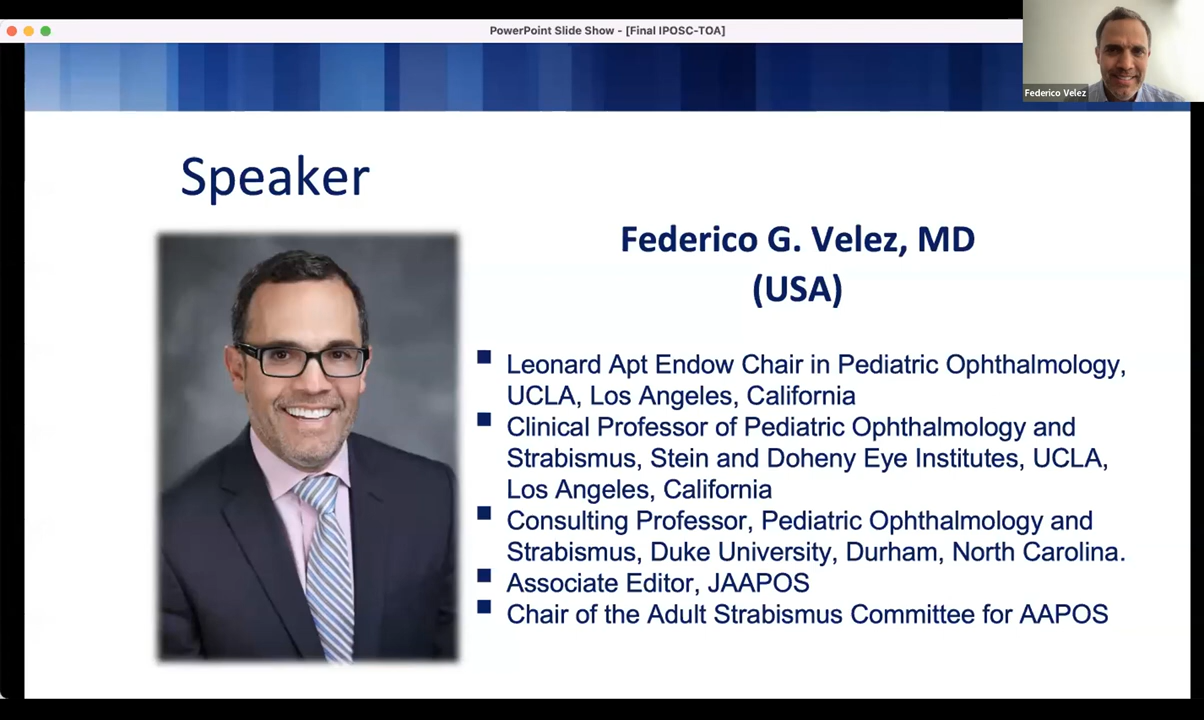 PowerPoint Slide Show - [Final IPOSC-TOA]
Federico Velez
Speaker
Federico G. Velez, MD
(USA)
Leonard Apt Endow Chair in Pediatric Ophthalmology,
UCLA, Los Angeles, California
Clinical Professor of Pediatric Ophthalmology and
Strabismus, Stein and Doheny Eye Institutes, UCLA,
Los Angeles, California
Consulting Professor, Pediatric Ophthalmology and
Strabismus, Duke University, Durham, North Carolina.
Associate Editor, JAAPOS
Chair of the Adult Strabismus Committee for AAPOS